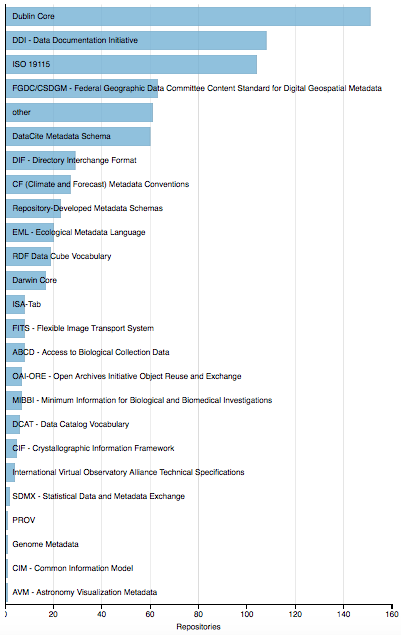 Dublin Core
DDI - Data Documentation Initiative
ISO 19115
FGDC/CSDGM - Federal Geographic Data Committee Content Standard for Digital Geospatial Metadata
other
DataCite Metadata Schema
DIF - Directory Interchange Format
CF (Climate and Forecast) Metadata Conventions
Repository-Developed Metadata Schemas
EML - Ecological Metadata Language
RDF Data Cube Vocabulary
Darwin Core
ISA-Tab
FITS - Flexible Image Transport System
ABCD - Access to Biological Collection Data
OAI-ORE - Open Archives Initiative Object Reuse and Exchange
MIBBI - Minimum Information for Biological and Biomedical Investigations
DCAT - Data Catalog Vocabulary
CIF - Crystallographic Information Framework
International Virtual Observatory Alliance Technical Specifications
SDMX - Statistical Data and Metadata Exchange
PROV
Genome Metadata
CIM - Common Information Model
AVM - Astronomy Visualization Metadata
0 20 40 60 80 100 120 140 160
Repositories